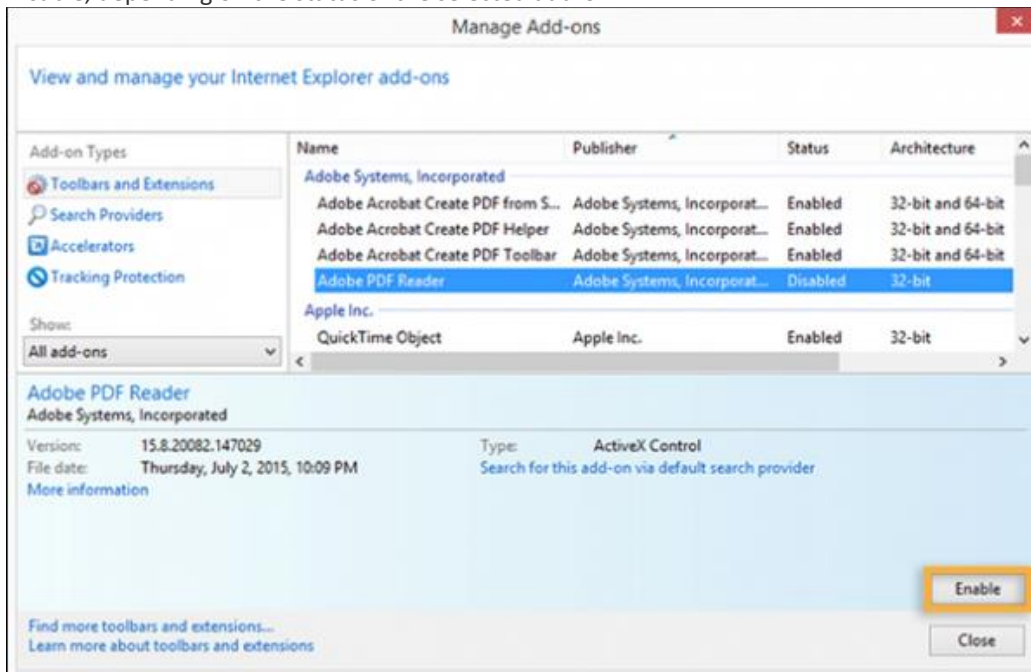 depending on the status of the selected
Manage Add-ons
View and manage your Internet Explorer add-ons
Add-on Types
Toolbars and Extensions
Search Providers
Accelerators
Tracking Protection
Show:
All add-ons
Name Publisher Status Architecture
Adobe Systems, Incorporated
Adobe Acrobat Create PDF from S... Adobe Systems, Incorporat... Enabled 32-bit and 64-bit
Adobe Acrobat Create PDF Helper Adobe Systems, Incorporat... Enabled 32-bit and 64-bit
Adobe Acrobat Create PDF Toolbar Adobe Systems, Incorporat... Enabled 32-bit and 64-bit
Adobe PDF Reader Adobe Systems, Incorporat... Disabled 32-bit
Apple Inc.
QuickTime Object Apple Inc. Enabled 32-bit
Adobe PDF Reader
Adobe Systems, Incorporated
Version: 15.8.20082.147029 Type: ActiveX Control
File date: Thursday, July 2, 2015, 10:09 PM Search for this add-on via default search provider
More information
Enable
Find more toolbars and extensions...
Learn more about toolbars and extensions
Close